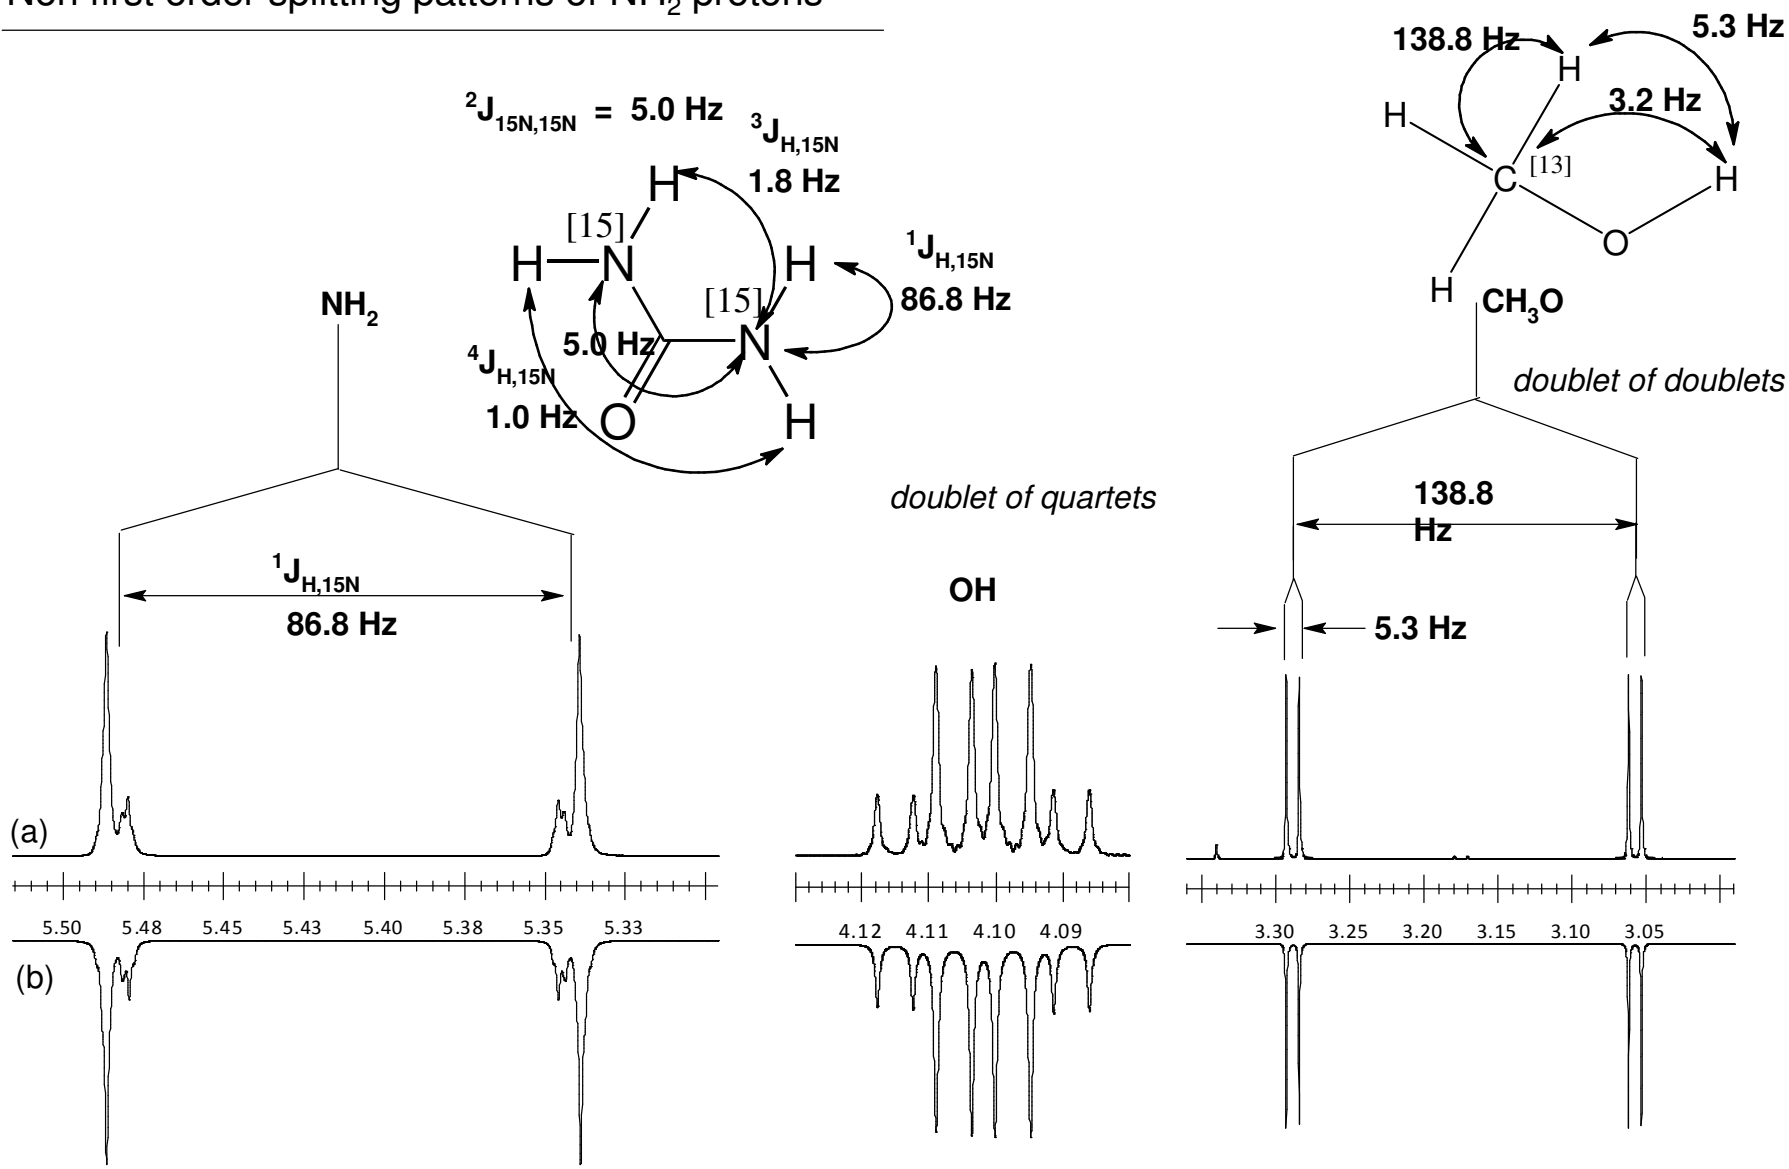 Non first order splitting patterns of NH2 protons
138.8 Hz
5.3 Hz
H
3.2 Hz
H
C [13]
H
O
H
2J15N,15N = 5.0 Hz
3JH,15N
1.8 Hz
H
[15]
H N
H
[15]
N
1JH,15N
86.8 Hz
5.0 Hz
4JH,15N
1.0 Hz
O
H
NH2
CH3O
doublet of doublets
doublet of quartets
138.8
Hz
1JH,15N
86.8 Hz
OH
5.3 Hz
(a)
5.50 5.48 5.45 5.43 5.40 5.38 5.35 5.33
4.12 4.11 4.10 4.09
3.30 3.25 3.20 3.15 3.10 3.05
(b)